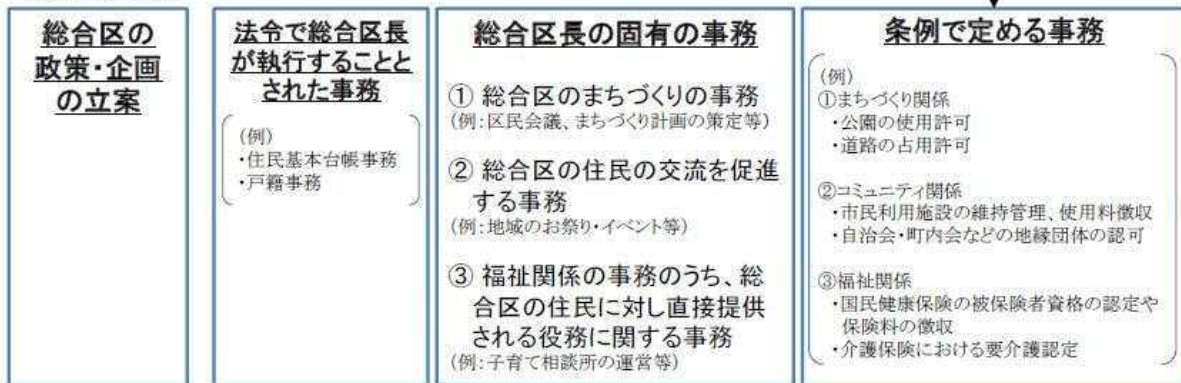 総合区の
政策・企画
の立案
法令で総合区長
が執行することと
された事務
(例)
・住民基本台帳事務
・戸籍事務
総合区長の固有の事務
① 総合区のまちづくりの事務
(例:区民会議、まちづくり計画の策定等)
② 総合区の住民の交流を促進
する事務
(例:地域のお祭り・イベント等)
③ 福祉関係の事務のうち、総
合区の住民に対し直接提供
される役務に関する事務
(例:子育て相談所の運営等)
条例で定める事務
(例)
①まちづくり関係
・公園の使用許可
・道路の占用許可
②コミュニティ関係
・市民利用施設の維持管理、使用料徴収
・自治会・町内会などの地縁団体の認可
③福祉関係
・国民健康保険の被保険者資格の認定や
保険料の徴収
・介護保険における要介護認定